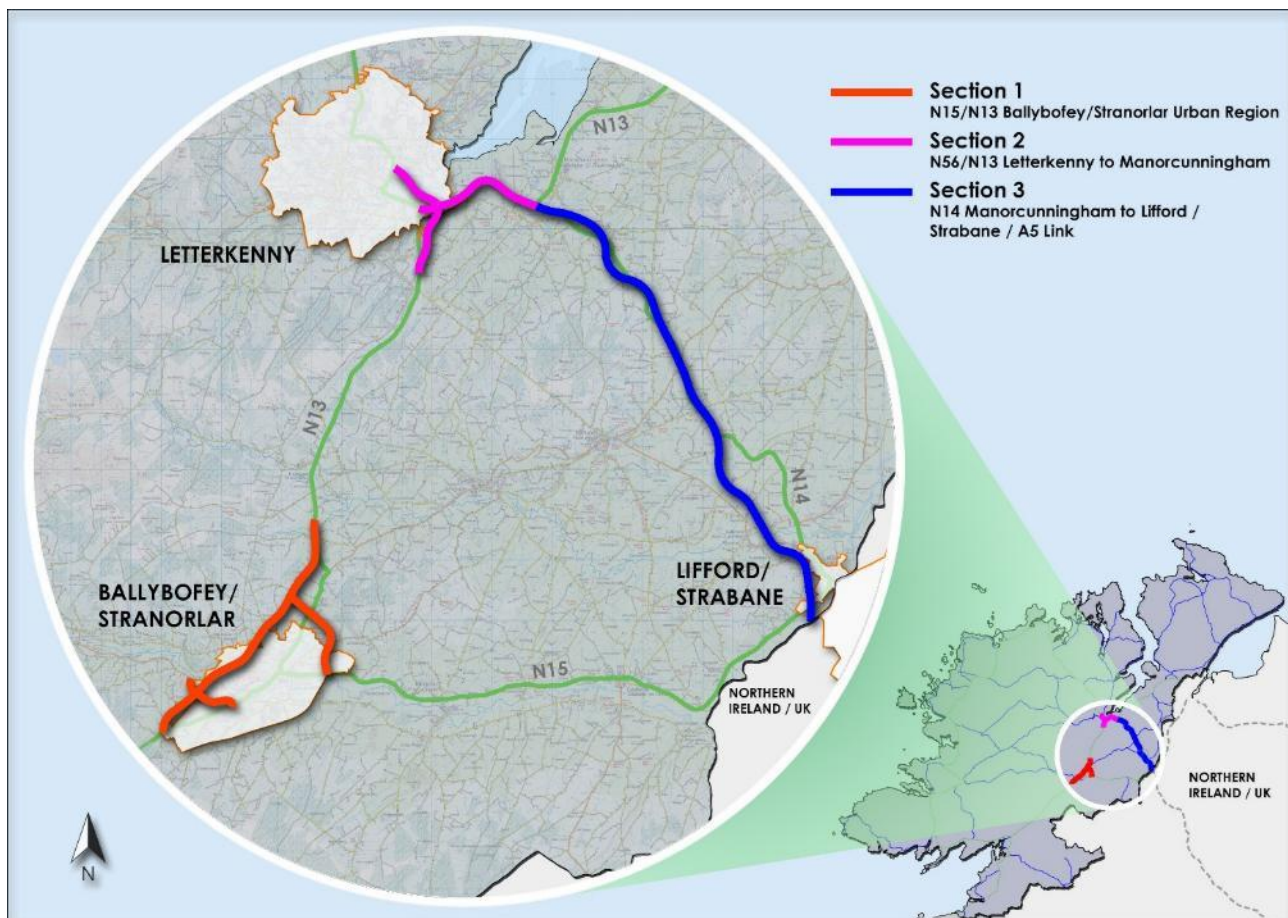 Section 1
N15/N13 Ballybofey/Stranorlar Urban Region
Section 2
N56/N13 Letterkenny to Manorcunningham
Section 3
N14 Manorcunningham to Lifford /
Strabane / A5 Link
N13
LETTERKENNY
N13
N14
BALLYBOFEY/
STRANORLAR
LIFFORD/
STRABANE
N15
NORTHERN
IRELAND / UK
NORTHERN
IRELAND / UK
N